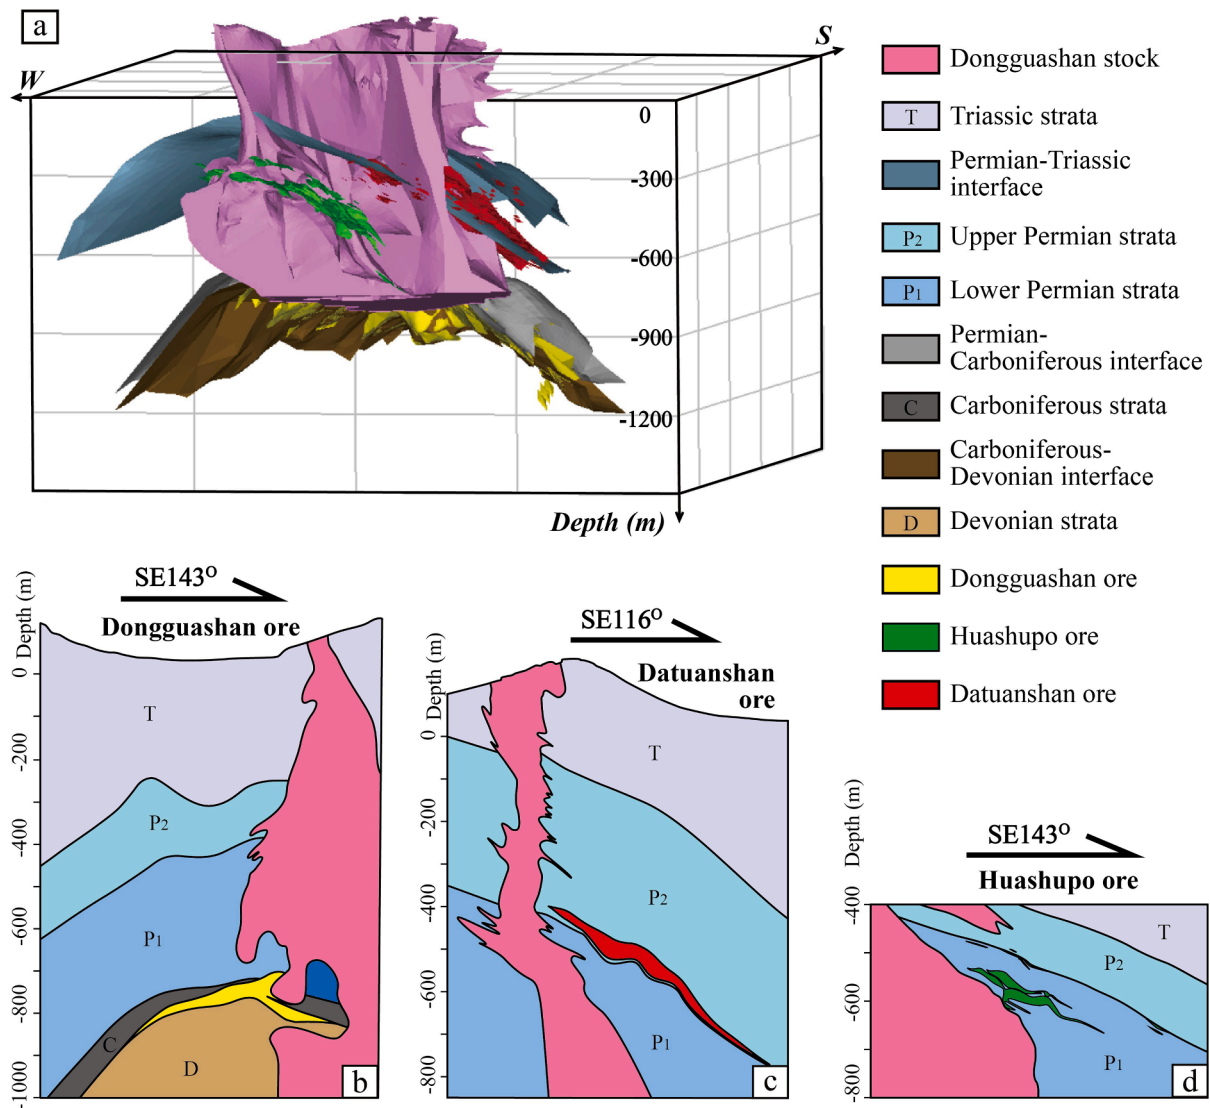 a
W
S
0
-300
-600
-900
-1200
Depth (m)
Dongguashan stock
T
Triassic strata
Permian-Triassic
interface
P2
Upper Permian strata
P1
Lower Permian strata
Permian-
Carboniferous interface
C
Carboniferous strata
Carboniferous-
Devonian interface
D
Devonian strata
Dongguashan ore
Huashupo ore
Datuanshan ore
SE143°
Dongguashan ore
Depth (m)
0
-200
-400
-600
-800
-1000
T
P2
P1
C
D
b
SE116°
Datuanshan
ore
Depth (m)
0
-200
-400
-600
-800
T
P2
P1
c
SE143°
Huashupo ore
Depth (m)
-400
-600
-800
T
P2
P1
d